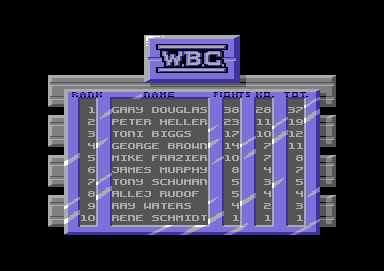 W.B.C.
RANK NAME FIGHTS K.O. TOT.
1 GARY DOUGLAS 38 28 37
2 PETER HELLER 23 11 19
3 TONI BIGGS 17 10 12
4 GEORGE BROWN 14 7 11
5 MIKE FRAZIER 10 7 8
6 JAMES MURPHY 8 4 7
7 TONY SCHUMAN 5 3 5
8 ALLEJ RUDOF 5 4 4
9 RAY WATERS 4 2 3
10 RENE SCHMIDT 1 1 1